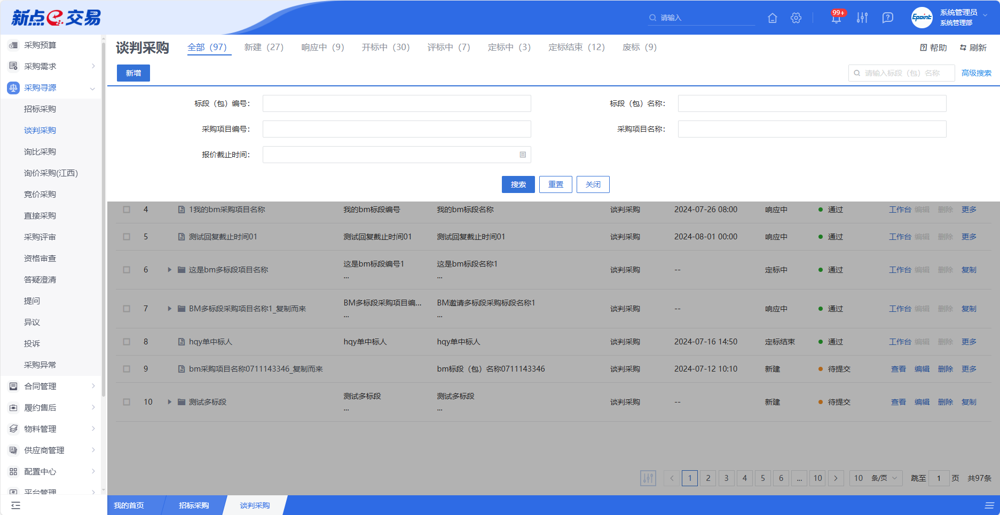 新点e交易
请输入
99+
Epoint
系统管理员
系统管理部
采购预算
采购需求
采购寻源
招标采购
谈判采购
询比采购
询价采购(江西)
竞价采购
直接采购
采购评审
资格审查
答疑澄清
提问
异议
投诉
采购异常
合同管理
履约售后
物料管理
供应商管理
配置中心
平台管理
谈判采购
全部（97） 新建（27） 响应中（9） 开标中（30） 评标中（7） 定标中（3） 定标结束（12） 废标（9）
帮助 刷新
新增
请输入标段（包）名称 高级搜索
标段（包）编号： 标段（包）名称：
采购项目编号： 采购项目名称：
报价截止时间：
搜索 重置 关闭
4 1我的bm采购项目名称 我的bm标段编号 我的bm标段名称 谈判采购 2024-07-26 08:00 响应中 通过 工作台 编辑 删除 更多
5 测试回复截止时间01 测试回复截止时间01 测试回复截止时间01 谈判采购 2024-08-01 00:00 响应中 通过 工作台 编辑 删除 更多
6 这是bm多标段项目名称 这是bm标段编号1 这是bm标段名称1 谈判采购 -- 定标中 通过 工作台 编辑 删除 复制
... ...
7 BM多标段采购项目名称1_复制而来 BM多标段采购项目编... BM邀请多标段采购标段名称1 谈判采购 -- 响应中 通过 工作台 编辑 删除 复制
... ...
8 hqy单中标人 hqy单中标人 hqy单中标人 谈判采购 2024-07-16 14:50 定标结束 通过 工作台 编辑 删除 更多
9 bm采购项目名称0711143346_复制而来 bm标段（包）名称0711143346 谈判采购 2024-07-12 10:10 新建 待提交 查看 编辑 删除 更多
10 测试多标段 测试多标段 测试多标段 谈判采购 -- 新建 待提交 查看 编辑 删除 复制
... ...
1 2 3 4 5 6 ... 10 10 条/页 跳至 1 页 共97条
我的首页 招标采购 谈判采购